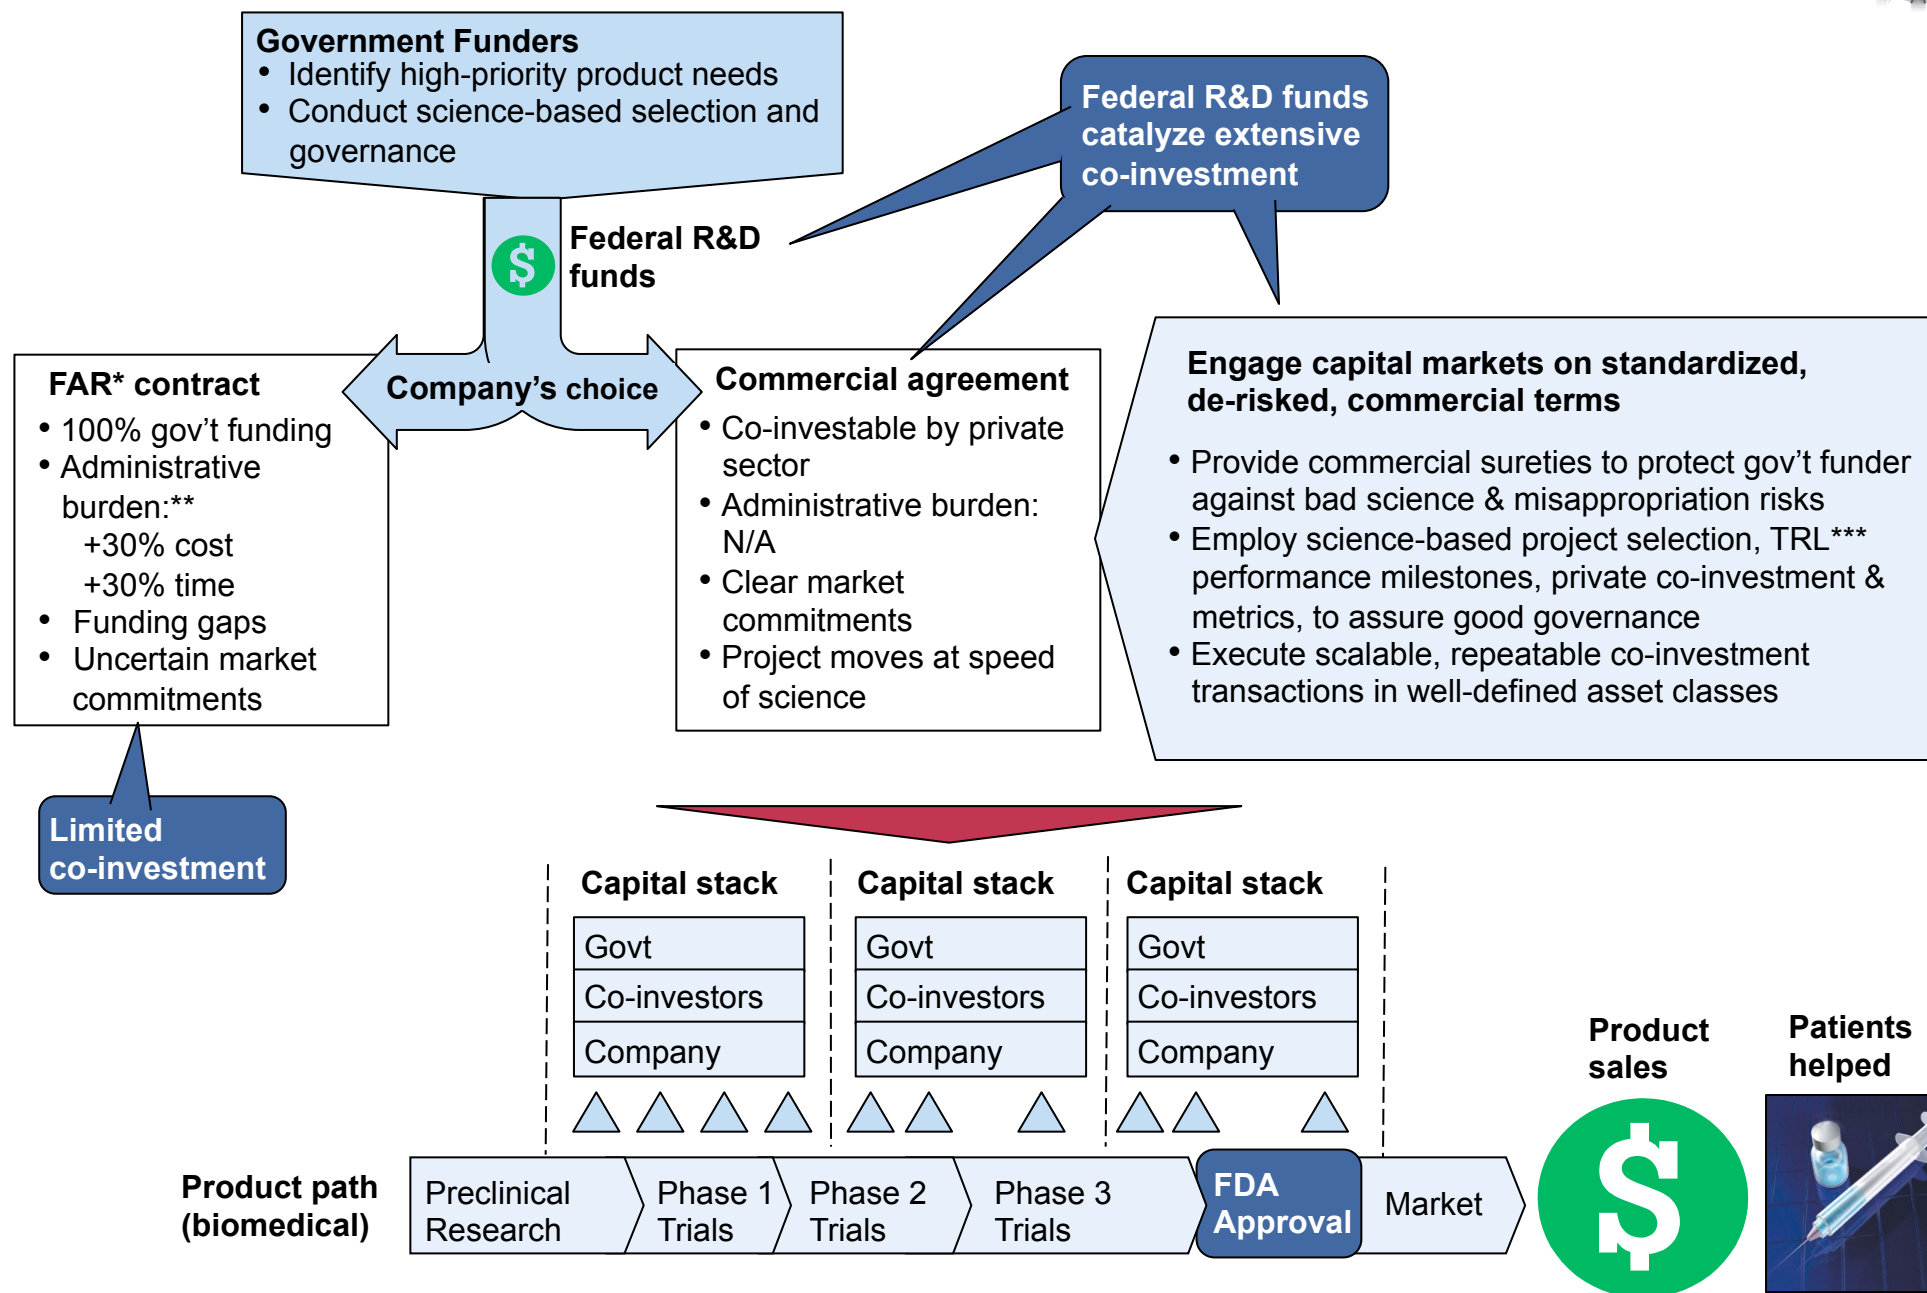 Government Funders
• Identify high-priority product needs
• Conduct science-based selection and
governance
Federal R&D funds
catalyze extensive
co-investment
$
Federal R&D
funds
Company's choice
FAR* contract
• 100% gov't funding
• Administrative
burden:**
+30% cost
+30% time
• Funding gaps
• Uncertain market
commitments
Limited
co-investment
Commercial agreement
• Co-investable by private
sector
• Administrative burden:
N/A
• Clear market
commitments
• Project moves at speed
of science
Engage capital markets on standardized,
de-risked, commercial terms
• Provide commercial sureties to protect gov't funder
against bad science & misappropriation risks
• Employ science-based project selection, TRL***
performance milestones, private co-investment &
metrics, to assure good governance
• Execute scalable, repeatable co-investment
transactions in well-defined asset classes
Capital stack
Govt
Co-investors
Company
Capital stack
Govt
Co-investors
Company
Capital stack
Govt
Co-investors
Company
Product path
(biomedical)
Preclinical
Research
Phase 1
Trials
Phase 2
Trials
Phase 3
Trials
FDA
Approval
Market
Product
sales
$
Patients
helped